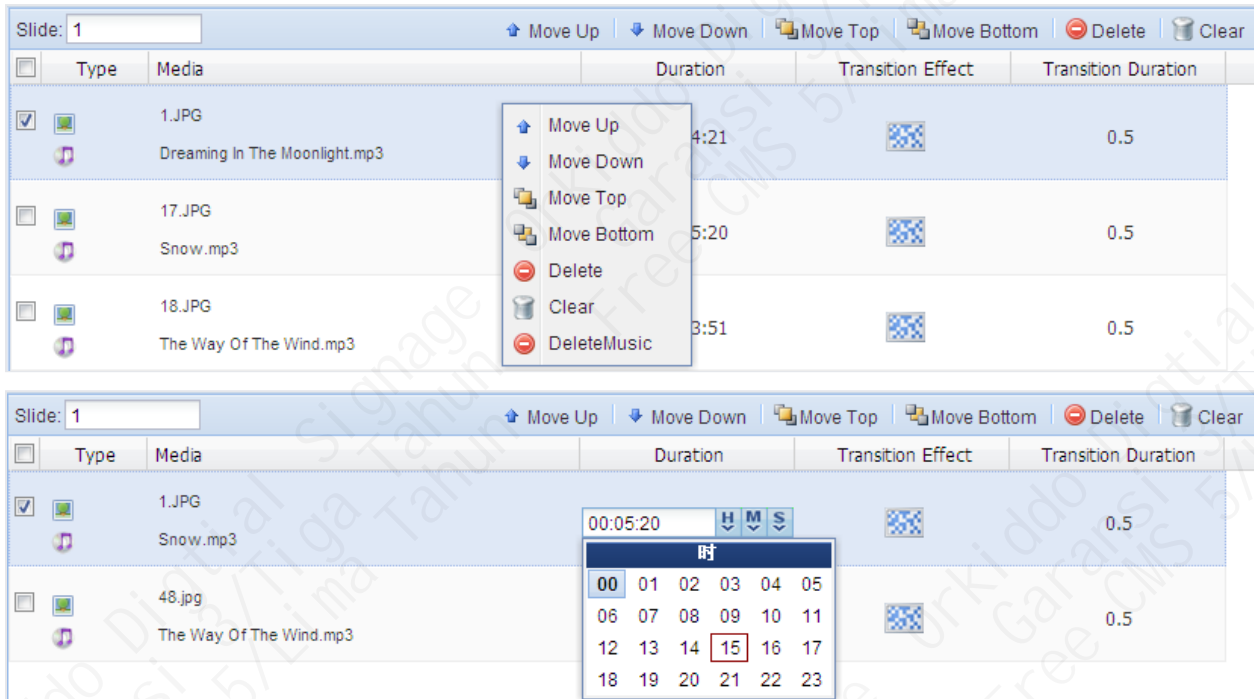 Slide: 1 Move Up Move Down Move Top Move Bottom Delete Clear
Type Media Duration Transition Effect Transition Duration
1.JPG
Dreaming In The Moonlight.mp3 4:21 0.5
17.JPG
Snow.mp3 5:20 0.5
18.JPG
The Way Of The Wind.mp3 3:51 0.5
Move Up
Move Down
Move Top
Move Bottom
Delete
Clear
DeleteMusic
Slide: 1 Move Up Move Down Move Top Move Bottom Delete Clear
Type Media Duration Transition Effect Transition Duration
1.JPG
Snow.mp3 00:05:20 H M S 0.5
48.jpg
The Way Of The Wind.mp3 0.5
时
00 01 02 03 04 05
06 07 08 09 10 11
12 13 14 15 16 17
18 19 20 21 22 23